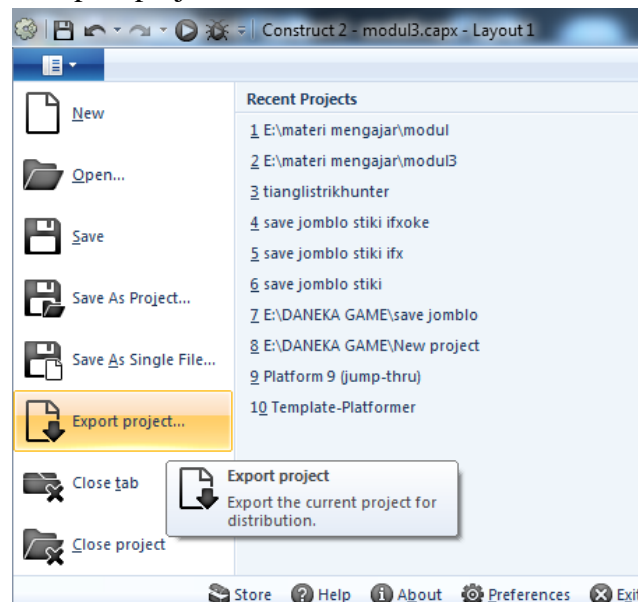 Construct 2 - modul3.capx - Layout 1
New
Open...
Save
Save As Project...
Save As Single File...
Export project...
Close tab
Close project
Recent Projects
1 E:\materi mengajar\modul
2 E:\materi mengajar\modul3
3 tianglistrikhunter
4 save jomblo stiki ifxoke
5 save jomblo stiki ifx
6 save jomblo stiki
7 E:\DANEKA GAME\save jomblo
8 E:\DANEKA GAME\New project
9 Platform 9 (jump-thru)
10 Template-Platformer
Export project
Export the current project for
distribution.
Store Help About Preferences Exit